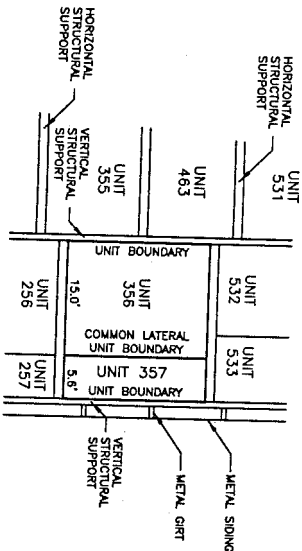 HORIZONTAL
STRUCTURAL
SUPPORT
HORIZONTAL
STRUCTURAL
SUPPORT
VERTICAL
STRUCTURAL
SUPPORT
UNIT
355
UNIT
463
UNIT
531
UNIT BOUNDARY
UNIT
256
15.0'
UNIT
356
UNIT
532
COMMON LATERAL
UNIT BOUNDARY
UNIT
257
5.6'
UNIT 357
UNIT BOUNDARY
UNIT
533
VERTICAL
STRUCTURAL
SUPPORT
METAL GIRT
METAL SIDING